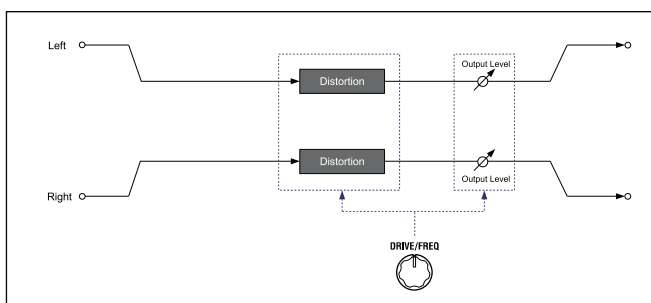 Left
Output Level
Distortion
Distortion
Output Level
Right
DRIVE/FREQ